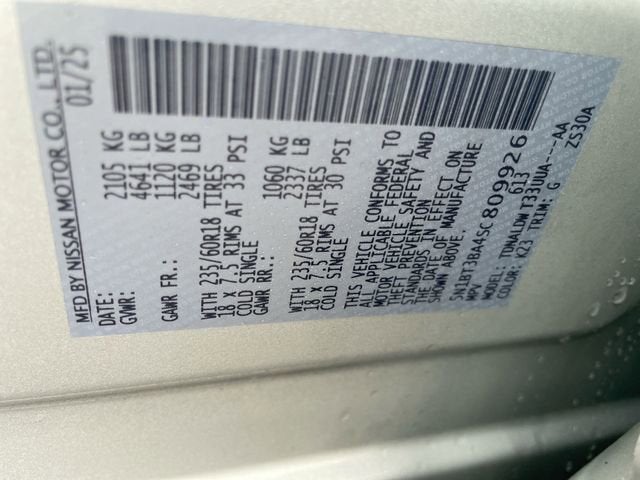 MFD BY NISSAN MOTOR CO., LTD.
DATE: 01/25
GVWR: 2105 KG
4641 LB
GAWR FR.: 1120 KG
2469 LB
WITH 235/60R18 TIRES
18 X 7.5 RIMS AT 33 PSI
COLD SINGLE
GAWR RR.: 1060 KG
2337 LB
WITH 235/60R18 TIRES
18 X 7.5 RIMS AT 30 PSI
COLD SINGLE
THIS VEHICLE CONFORMS TO
ALL APPLICABLE FEDERAL
MOTOR VEHICLE SAFETY AND
THEFT PREVENTION
STANDARDS IN EFFECT ON
THE DATE OF MANUFACTURE
SHOWN ABOVE.
5N1BT3BA4SC809926
MPV 613
MODEL: TDNALDW T330UA---AA
COLOR: K23 TRIM: G ZS30A